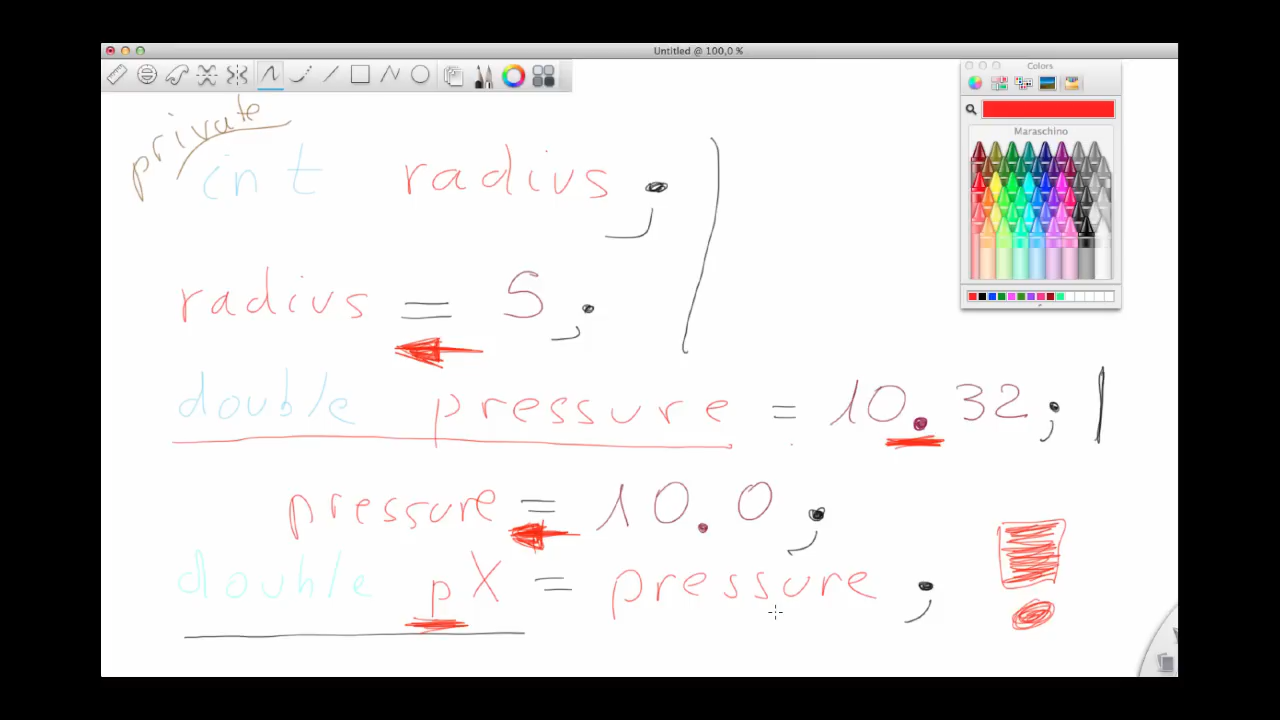 Untitled @ 100,0 %
Colors
Maraschino
private
int radius;
radius = 5;
double pressure = 10.32;
pressure = 10.0;
double pX = pressure;